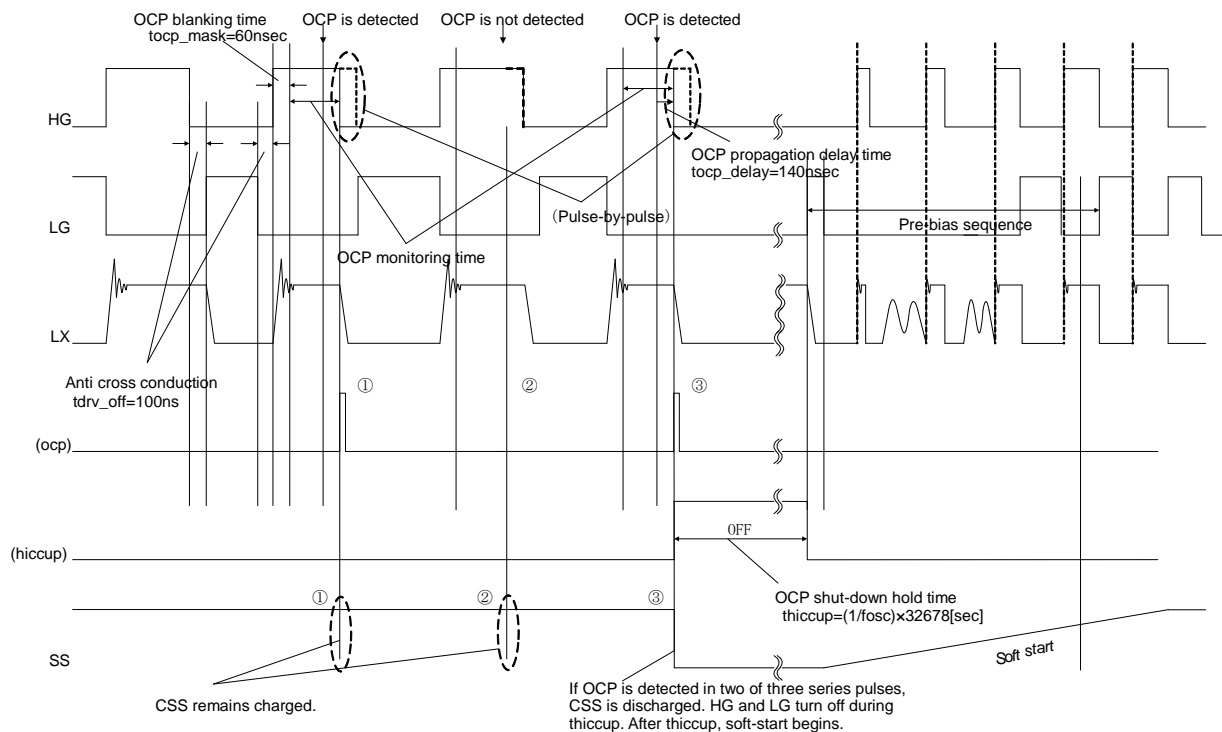 OCP blanking time
tocp_mask=60nsec
OCP is detected
OCP is not detected
OCP is detected
HG
OCP propagation delay time
tocp_delay=140nsec
(Pulse-by-pulse)
LG
Pre-bias sequence
OCP monitoring time
LX
Anti cross conduction
tdrv_off=100ns
①
②
③
(ocp)
OFF
(hiccup)
OCP shut-down hold time
thiccup=(1/fosc)×32678[sec]
①
②
③
SS
Soft start
CSS remains charged.
If OCP is detected in two of three series pulses,
CSS is discharged. HG and LG turn off during
thiccup. After thiccup, soft-start begins.